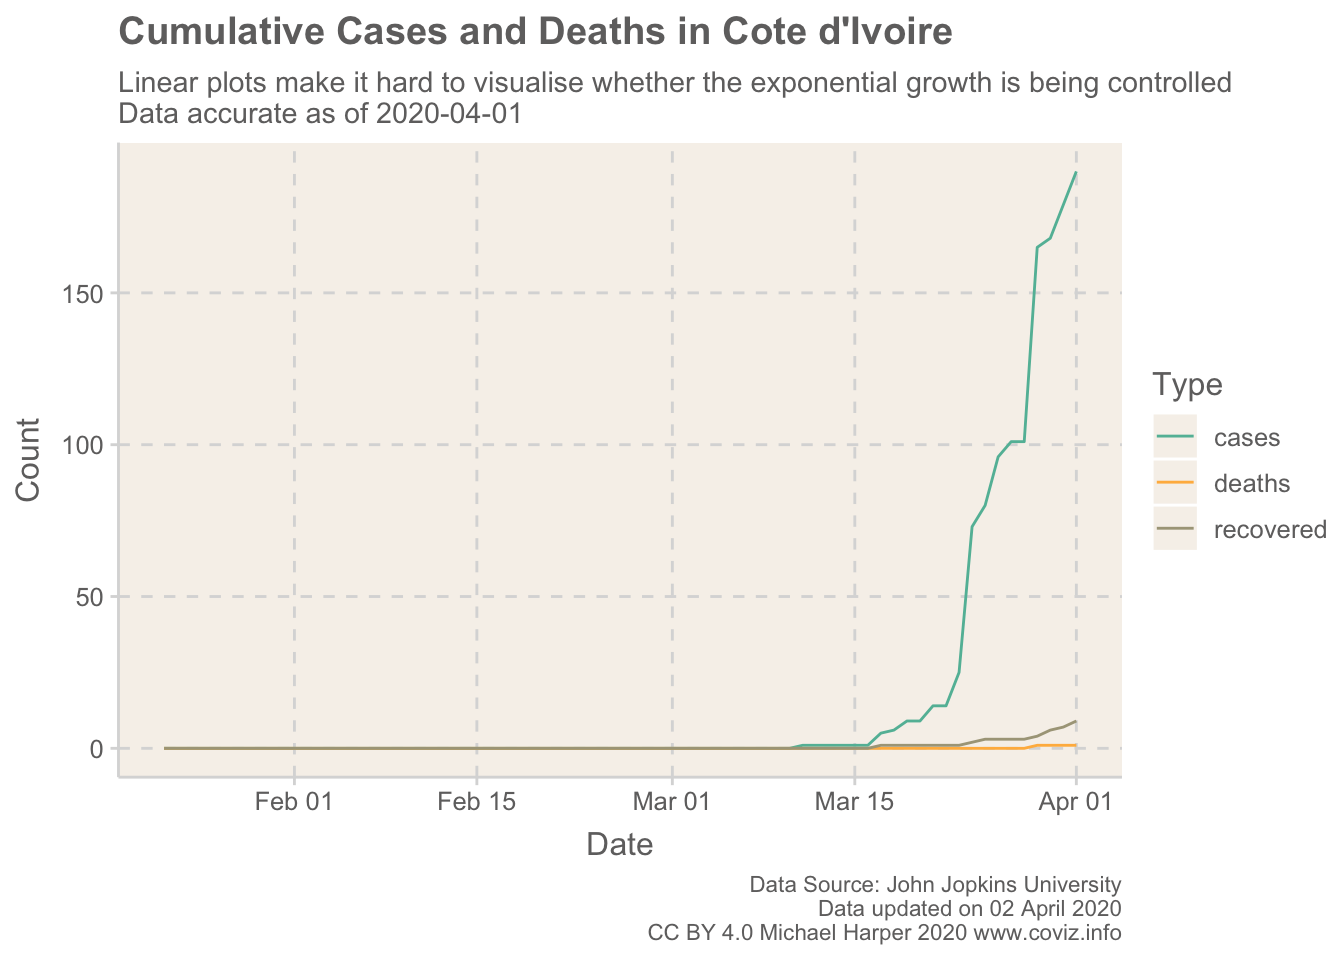 Cumulative Cases and Deaths in Cote d'Ivoire
Linear plots make it hard to visualise whether the exponential growth is being controlled
Data accurate as of 2020-04-01
150
100
50
0
Count
Feb 01
Feb 15
Mar 01
Mar 15
Apr 01
Date
Type
cases
deaths
recovered
Data Source: John Jopkins University
Data updated on 02 April 2020
CC BY 4.0 Michael Harper 2020 www.coviz.info